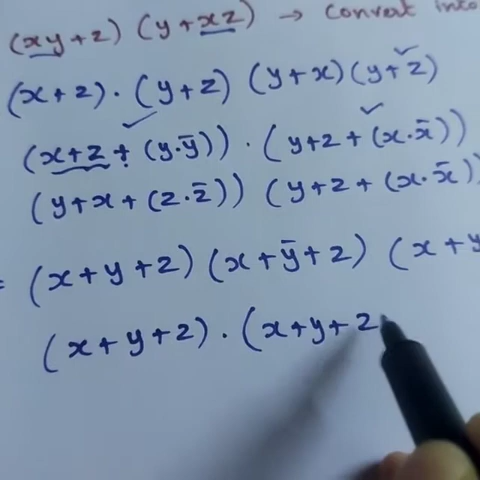 (xy+z) (y+xz) → Convert into
(x+z)·(y+z) (y+x)(y+z)
(x+z+(y·ȳ))·(y+z+(x·x̄))
(y+x+(z·z̄)) (y+z+(x·x̄))
= (x+y+z)(x+ȳ+z) (x+y
(x+y+z)·(x+y+z